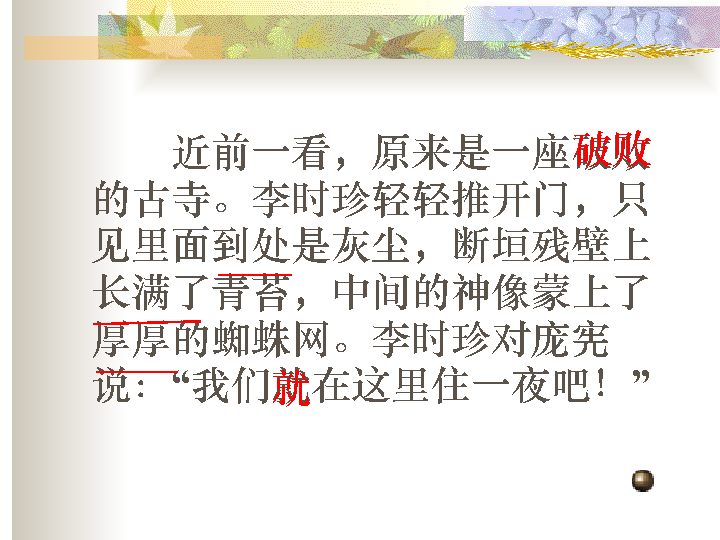 近前一看，原来是一座破败
的古寺。李时珍轻轻推开门，只
见里面到处是灰尘，断垣残壁上
长满了青苔，中间的神像蒙上了
厚厚的蜘蛛网。李时珍对庞宪
说：“我们就在这里住一夜吧！”